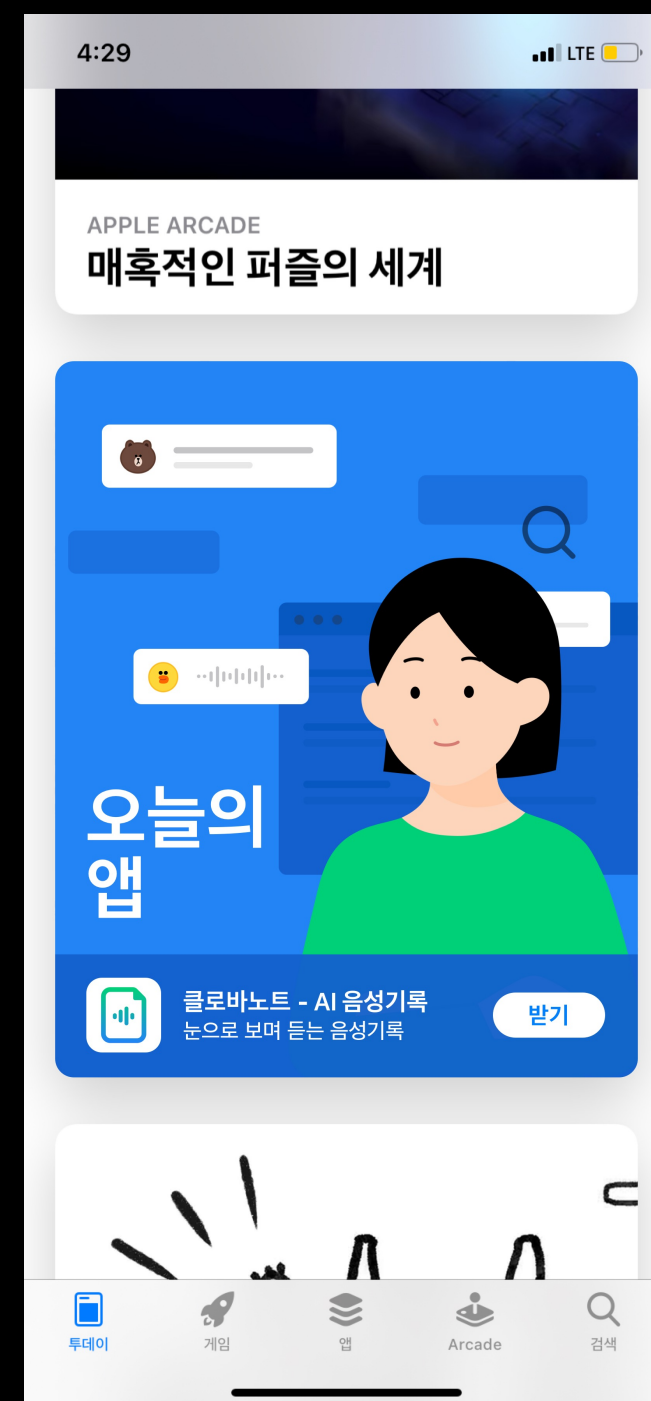 4:29
LTE
APPLE ARCADE
매혹적인 퍼즐의 세계
오늘의
앱
클로바노트 - AI 음성기록
눈으로 보며 듣는 음성기록
받기
투데이
게임
앱
Arcade
검색